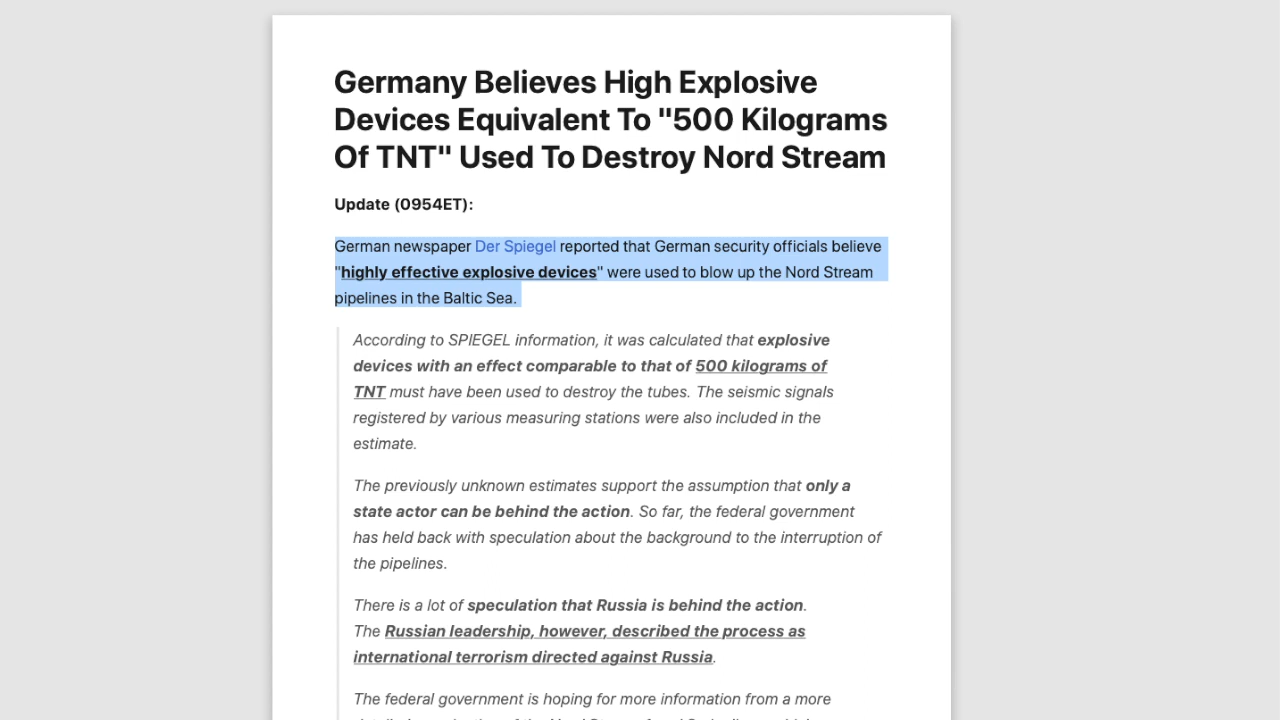 Germany Believes High Explosive
Devices Equivalent To "500 Kilograms
Of TNT" Used To Destroy Nord Stream
Update (0954ET):
German newspaper Der Spiegel reported that German security officials believe
"highly effective explosive devices" were used to blow up the Nord Stream
pipelines in the Baltic Sea.
According to SPIEGEL information, it was calculated that explosive
devices with an effect comparable to that of 500 kilograms of
TNT must have been used to destroy the tubes. The seismic signals
registered by various measuring stations were also included in the
estimate.
The previously unknown estimates support the assumption that only a
state actor can be behind the action. So far, the federal government
has held back with speculation about the background to the interruption of
the pipelines.
There is a lot of speculation that Russia is behind the action.
The Russian leadership, however, described the process as
international terrorism directed against Russia.
The federal government is hoping for more information from a more